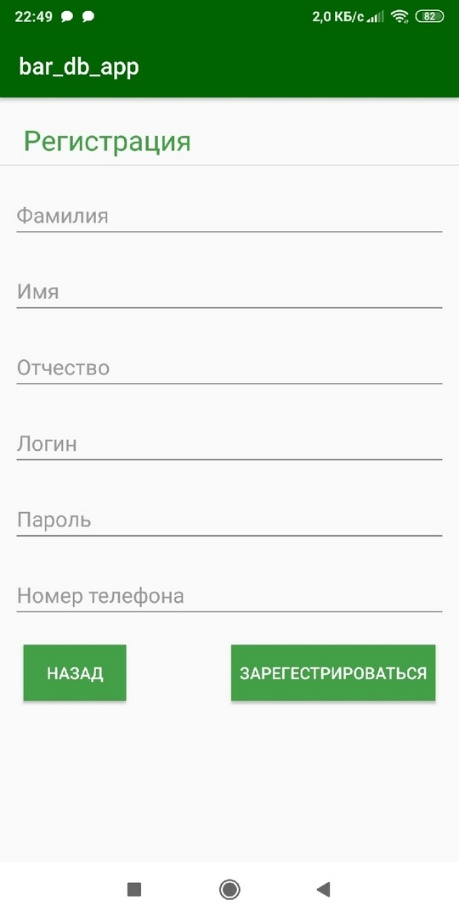 22:49 2,0 КБ/с 82
bar_db_app
Регистрация
Фамилия
Имя
Отчество
Логин
Пароль
Номер телефона
НАЗАД ЗАРЕГЕСТРИРОВАТЬСЯ